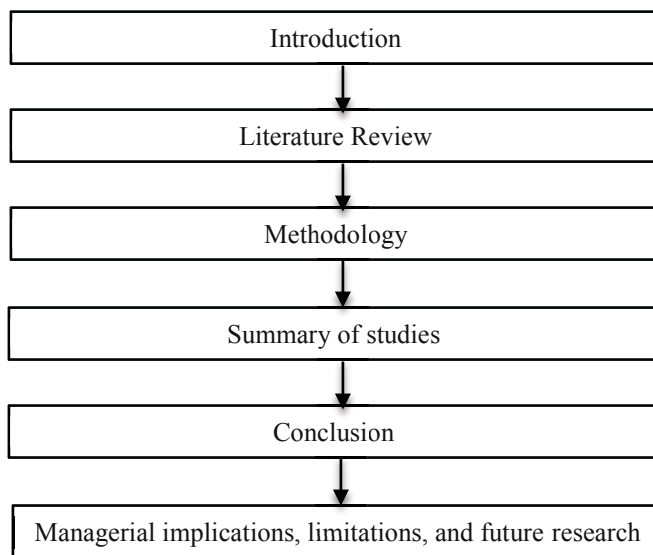 Introduction
Literature Review
Methodology
Summary of studies
Conclusion
Managerial implications, limitations, and future research